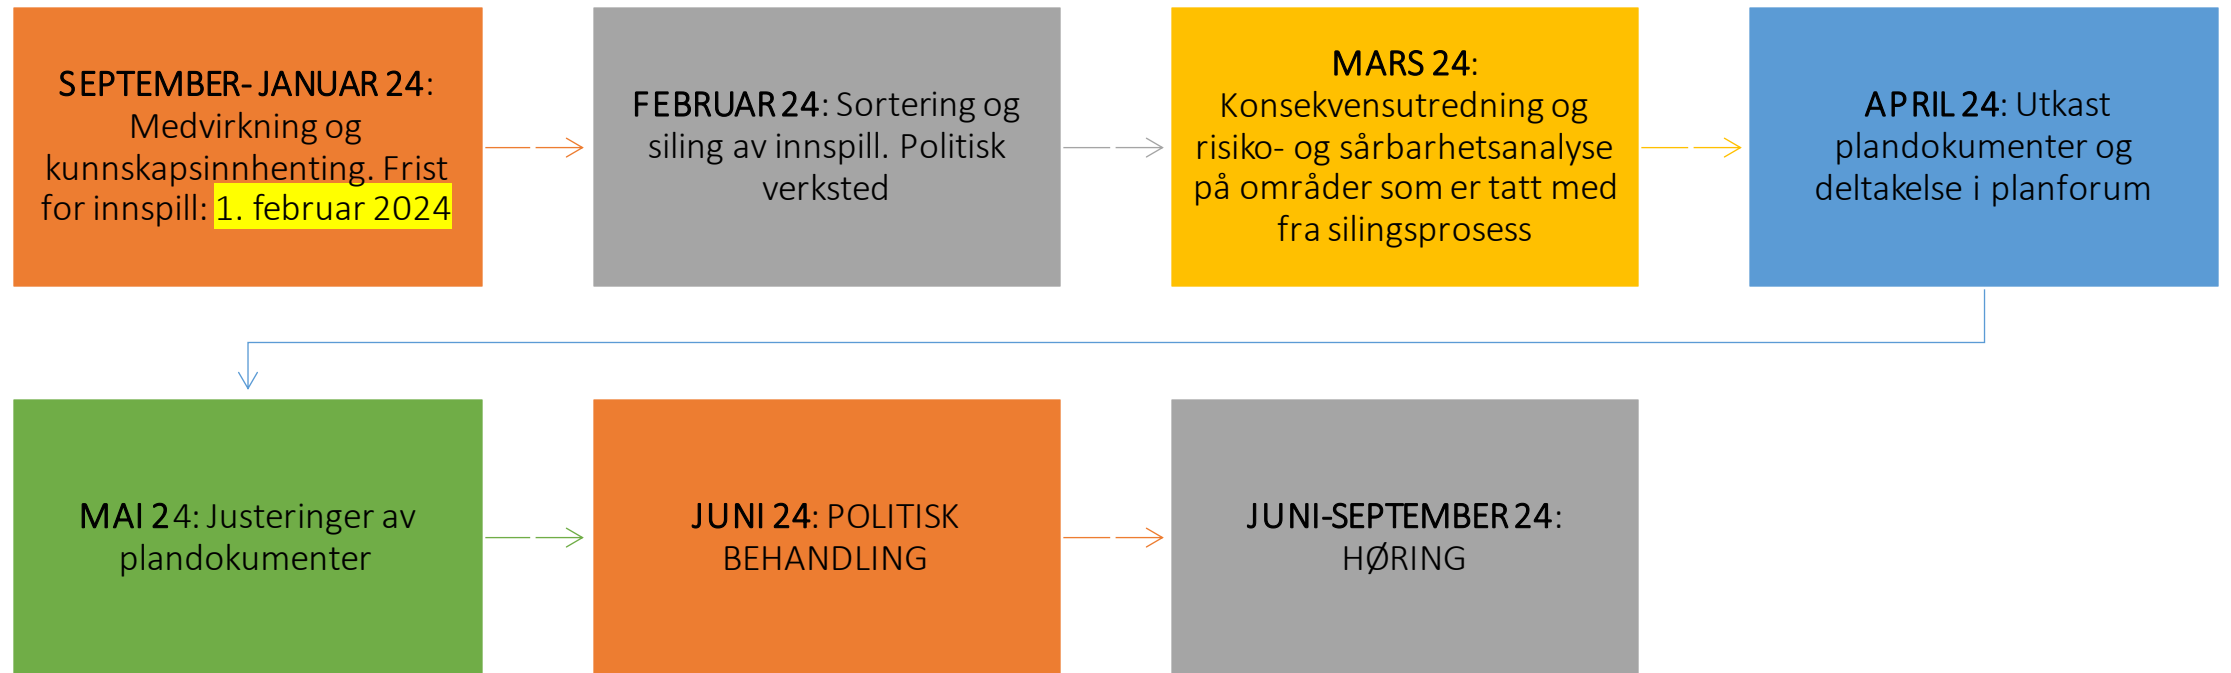 SEPTEMBER- JANUAR 24:
Medvirkning og
kunnskapsinnhenting. Frist
for innspill: 1. februar 2024
FEBRUAR 24: Sortering og
siling av innspill. Politisk
verksted
MARS 24:
Konsekvensutredning og
risiko- og sårbarhetsanalyse
på områder som er tatt med
fra silingsprosess
APRIL 24: Utkast
plandokumenter og
deltakelse i planforum
MAI 24: Justeringer av
plandokumenter
JUNI 24: POLITISK
BEHANDLING
JUNI-SEPTEMBER 24:
HØRING